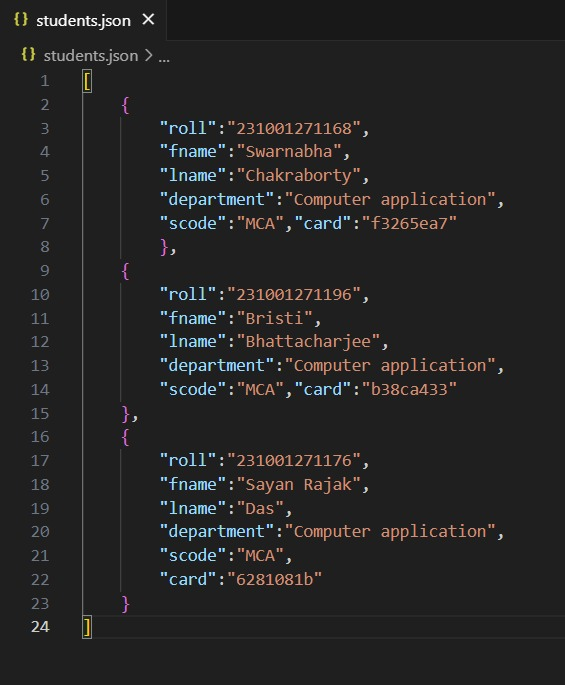 {} students.json ×
{} students.json > ...
1 [
2 {
3 "roll":"231001271168",
4 "fname":"Swarnabha",
5 "lname":"Chakraborty",
6 "department":"Computer application",
7 "scode":"MCA","card":"f3265ea7"
8 },
9 {
10 "roll":"231001271196",
11 "fname":"Bristi",
12 "lname":"Bhattacharjee",
13 "department":"Computer application",
14 "scode":"MCA","card":"b38ca433"
15 },
16 {
17 "roll":"231001271176",
18 "fname":"Sayan Rajak",
19 "lname":"Das",
20 "department":"Computer application",
21 "scode":"MCA",
22 "card":"6281081b"
23 }
24 ]